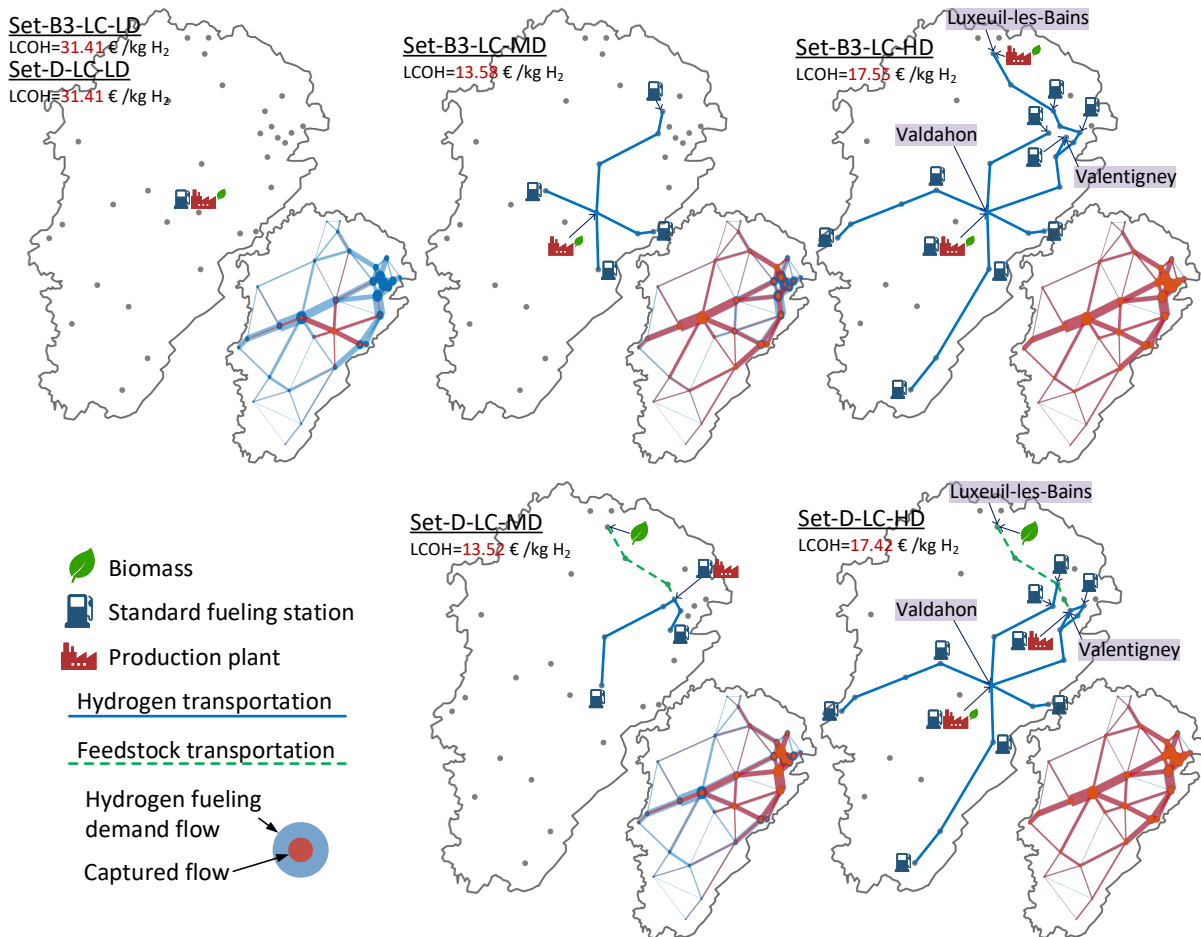 Set-B3-LC-LD
LCOH=31.41 € /kg H₂
Set-D-LC-LD
LCOH=31.41 € /kg H₂
Set-B3-LC-MD
LCOH=13.58 € /kg H₂
Luxeuil-les-Bains
Set-B3-LC-HD
LCOH=17.55 € /kg H₂
Valdahon
Valentigney
Set-D-LC-MD
LCOH=13.52 € /kg H₂
Luxeuil-les-Bains
Set-D-LC-HD
LCOH=17.42 € /kg H₂
Valdahon
Valentigney
Biomass
Standard fueling station
Production plant
Hydrogen transportation
Feedstock transportation
Hydrogen fueling
demand flow
Captured flow